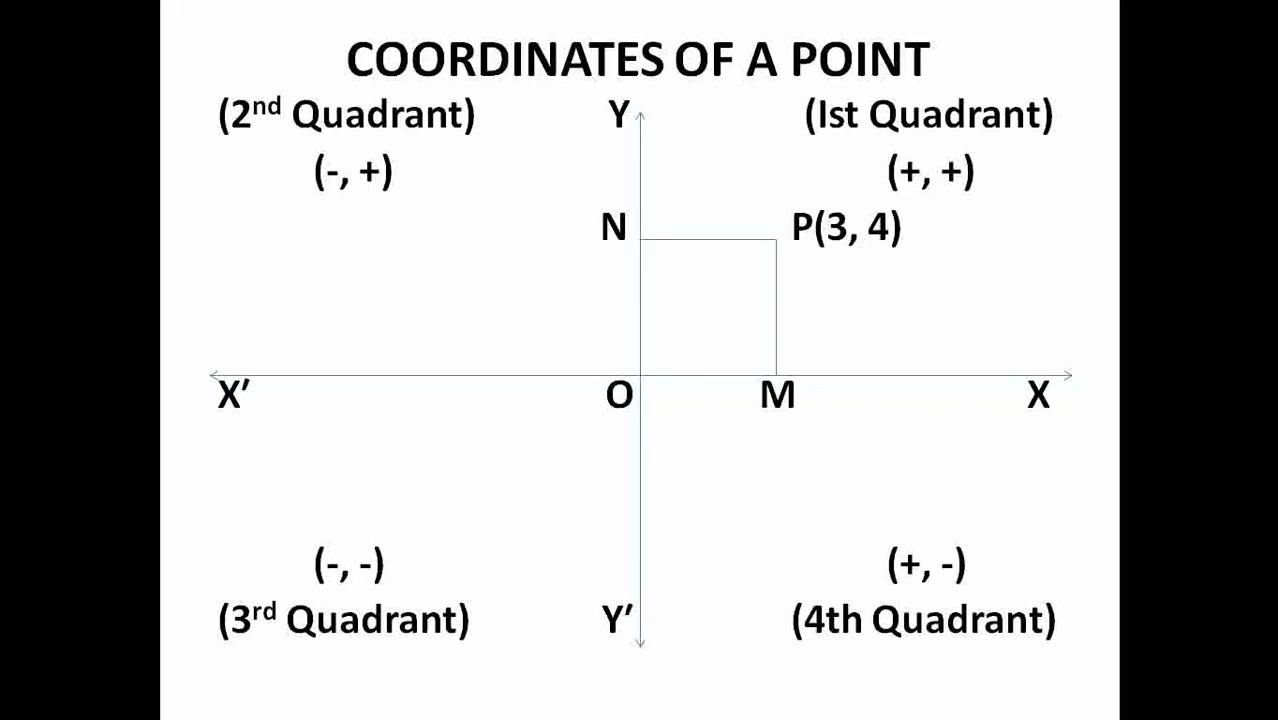 COORDINATES OF A POINT
(2nd Quadrant) Y (Ist Quadrant)
(-, +) (+, +)
N P(3, 4)
X′ O M X
(-, -) (+, -)
(3rd Quadrant) Y′ (4th Quadrant)